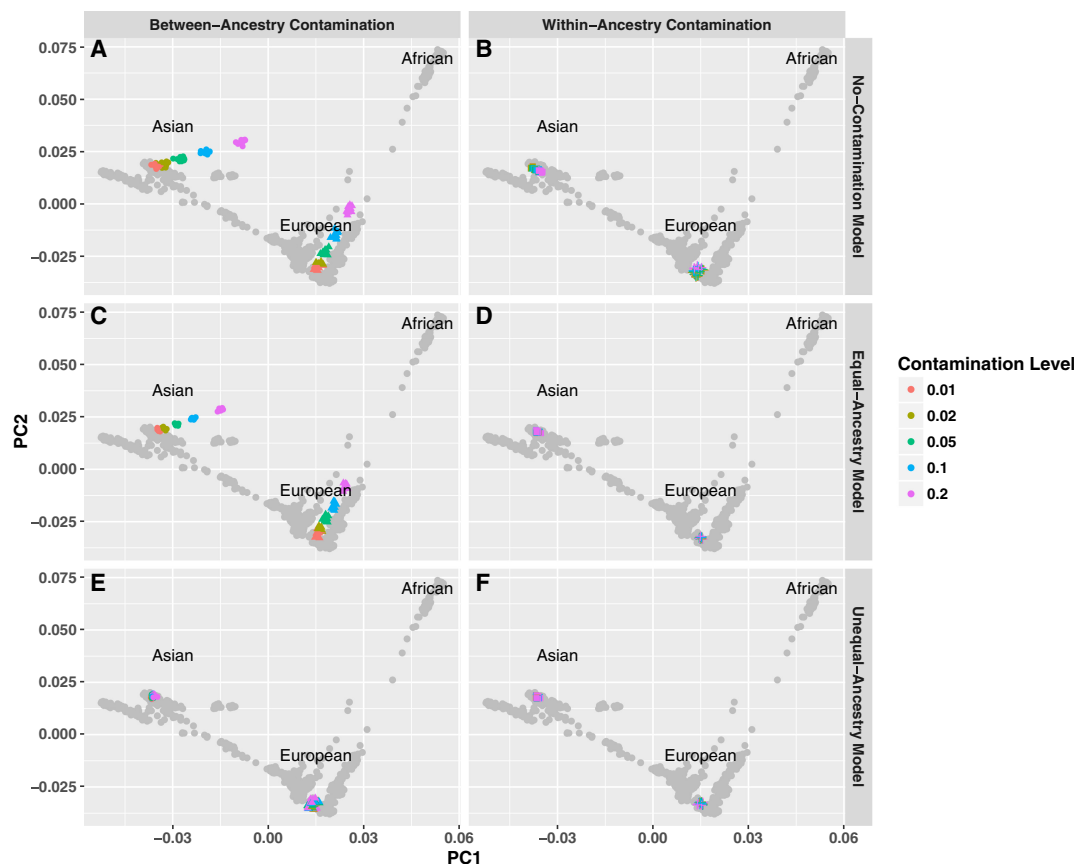 Between−Ancestry Contamination
Within−Ancestry Contamination
A
African
Asian
European
0.075
0.050
0.025
0.000
−0.025
B
African
Asian
European
No−Contamination Model
C
African
Asian
European
0.075
0.050
0.025
0.000
−0.025
D
African
Asian
European
Equal−Ancestry Model
E
African
Asian
European
0.075
0.050
0.025
0.000
−0.025
F
African
Asian
European
Unequal−Ancestry Model
PC2
−0.03
0.00
0.03
0.06
−0.03
0.00
0.03
0.06
PC1
Contamination Level
0.01
0.02
0.05
0.1
0.2